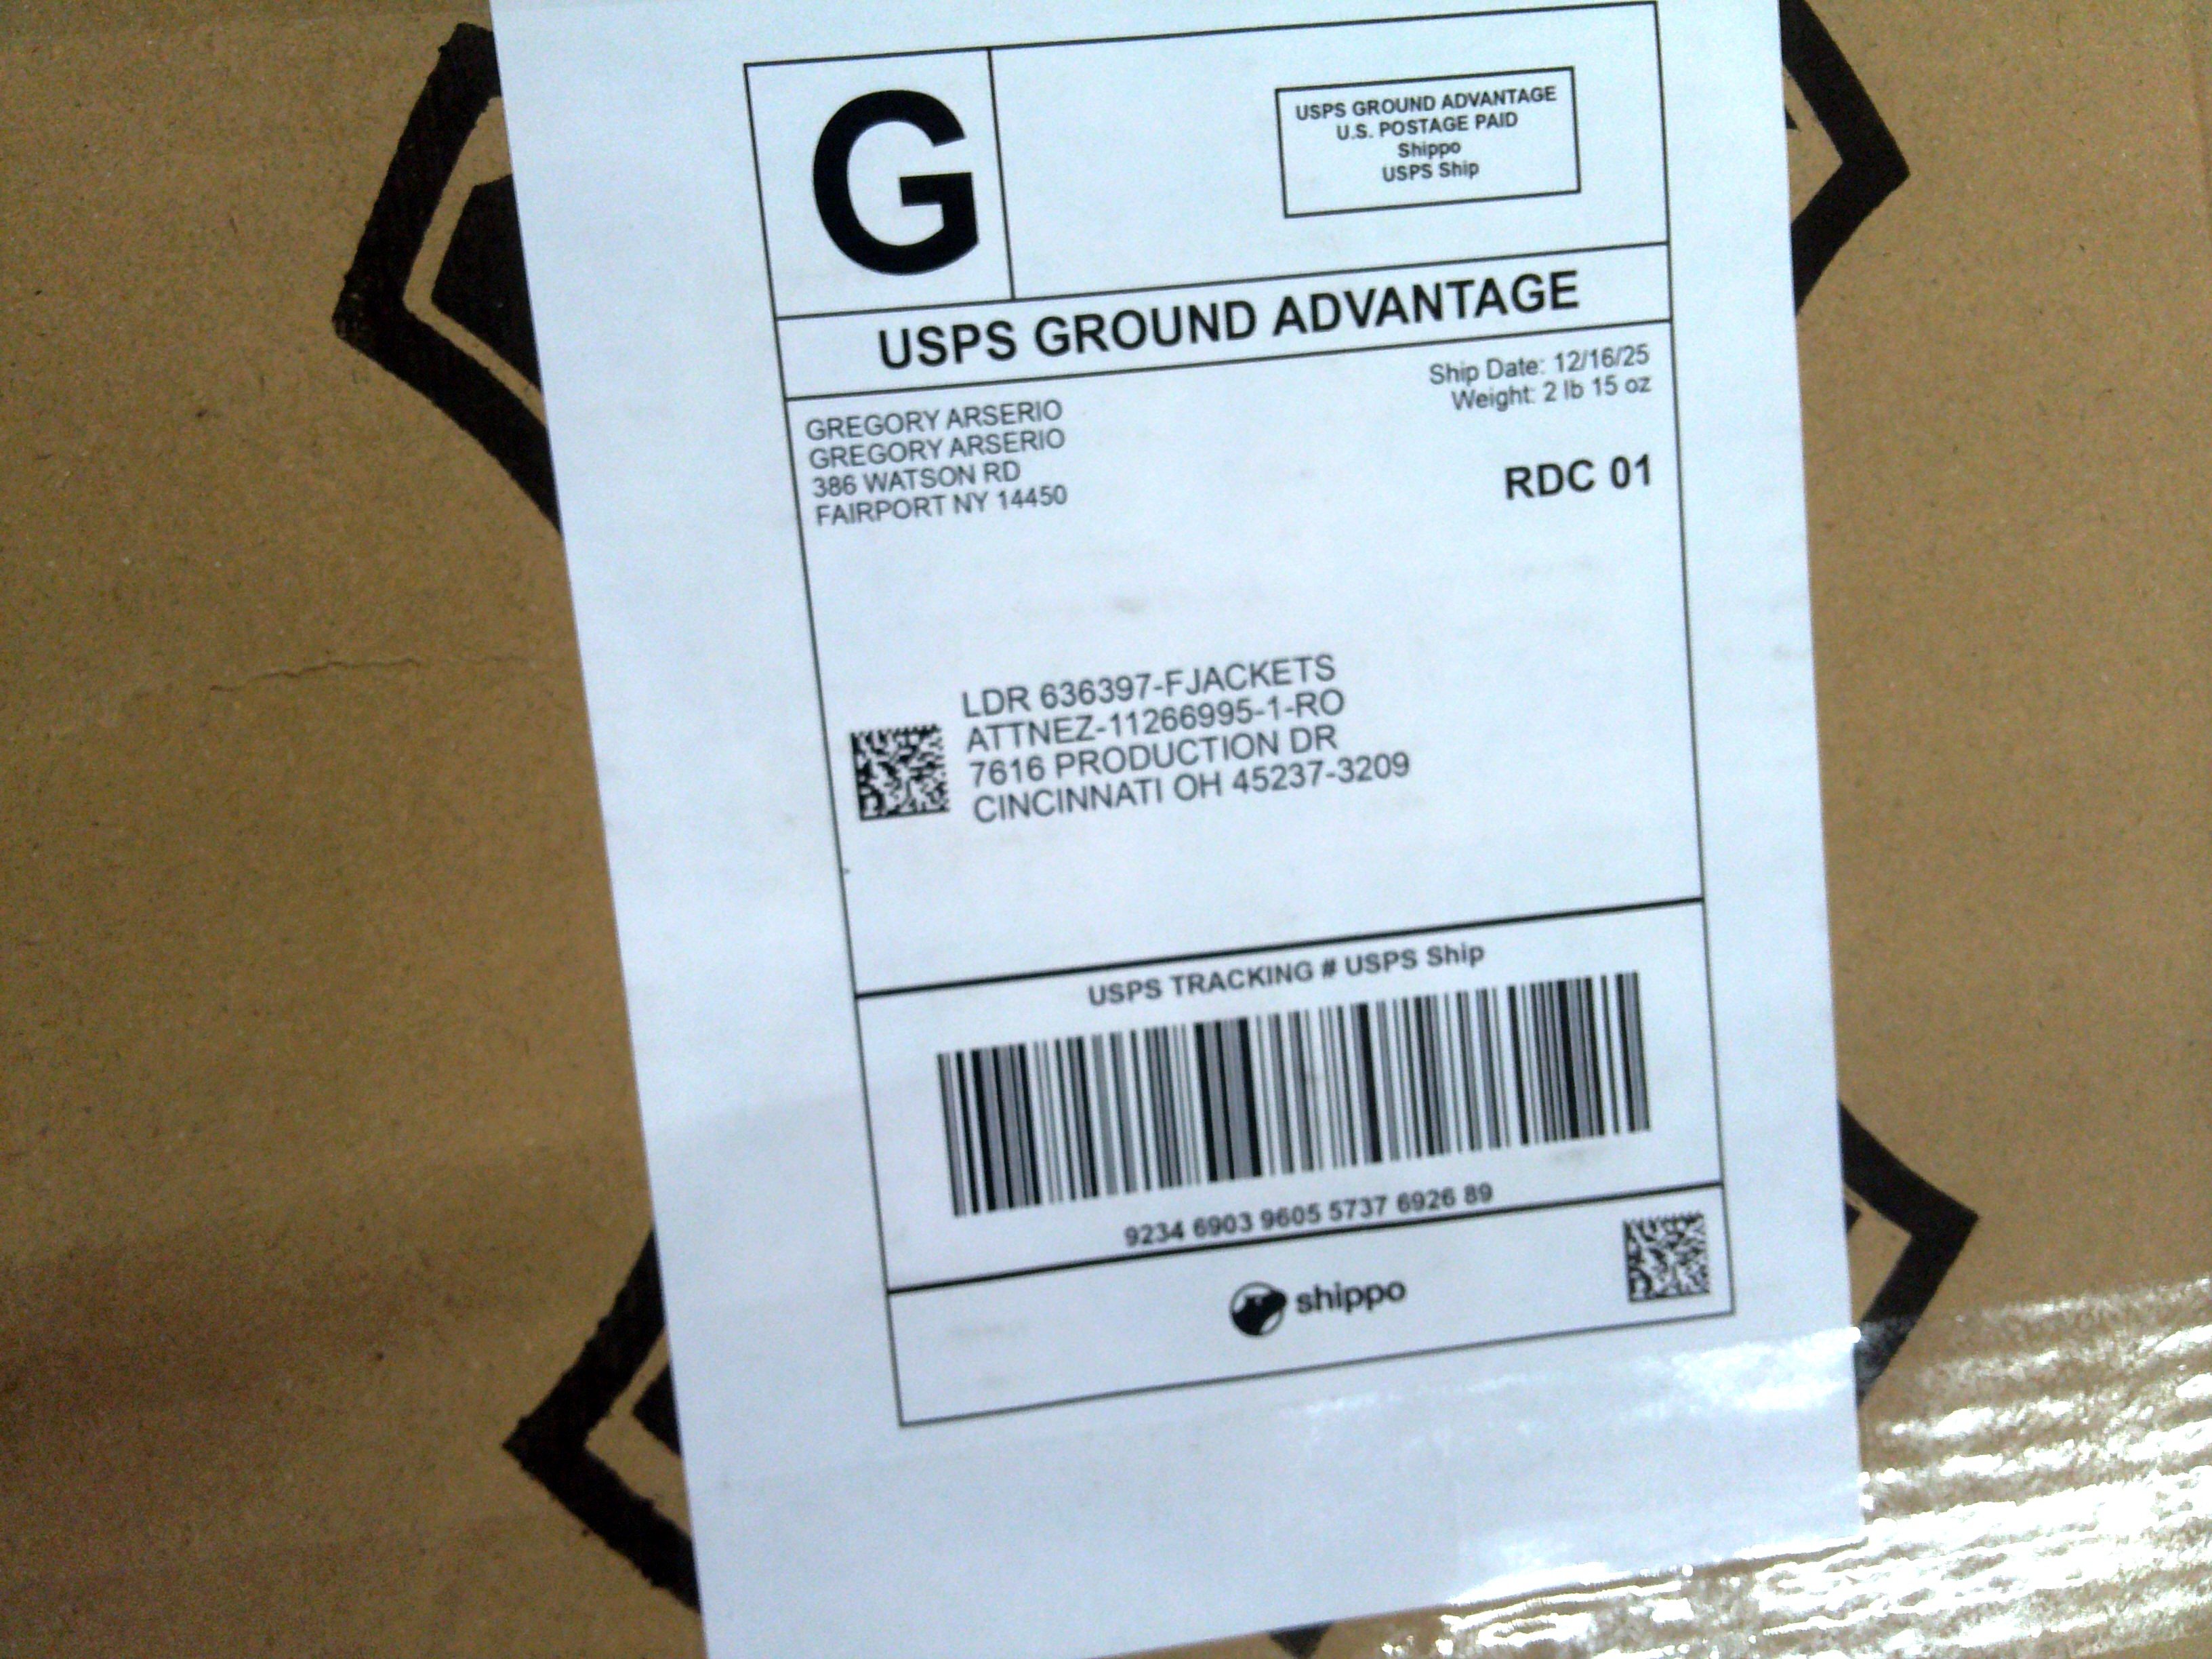 G
USPS GROUND ADVANTAGE
U.S. POSTAGE PAID
Shippo
USPS Ship
USPS GROUND ADVANTAGE
Ship Date: 12/16/25
Weight: 2 lb 15 oz
GREGORY ARSERIO
GREGORY ARSERIO
386 WATSON RD
FAIRPORT NY 14450
RDC 01
LDR 636397-FJACKETS
ATTNEZ-11266995-1-RO
7616 PRODUCTION DR
CINCINNATI OH 45237-3209
USPS TRACKING # USPS Ship
9234 6903 9605 5737 6926 89
shippo